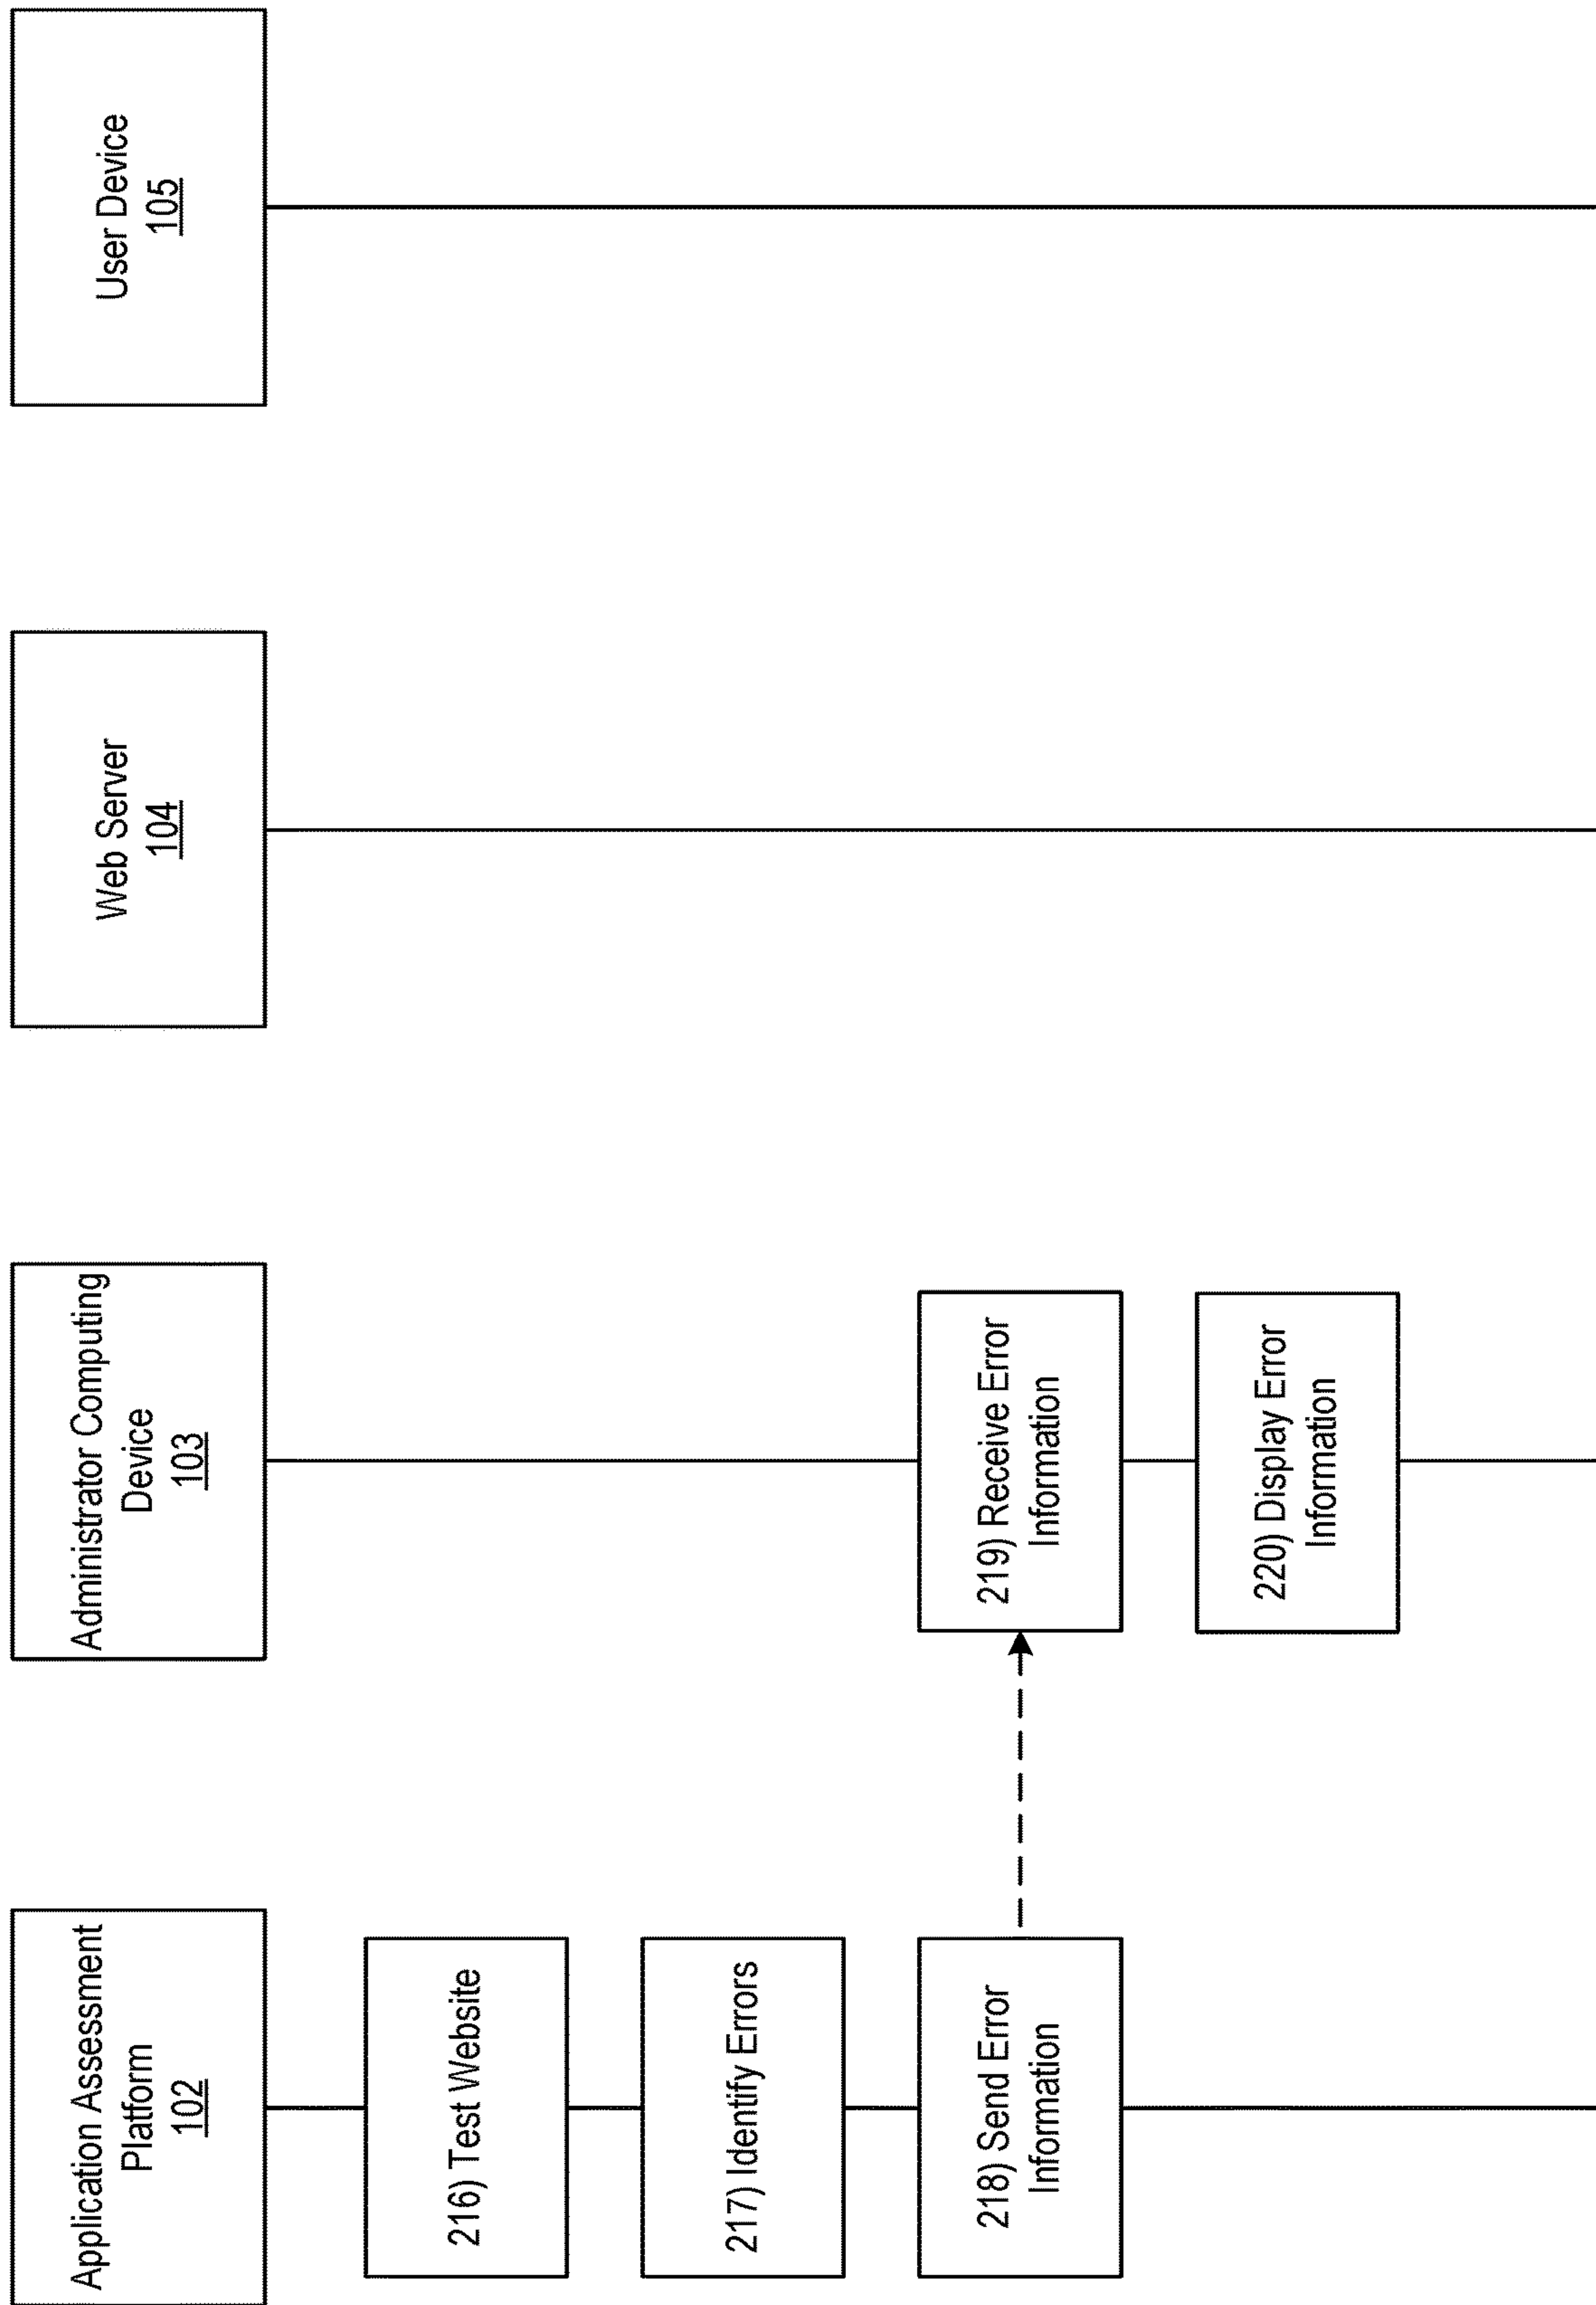 Application Assessment
Platform
102
Administrator Computing
Device
103
Web Server
104
User Device
105
216) Test Website
217) Identify Errors
218) Send Error
Information
219) Receive Error
Information
220) Display Error
Information